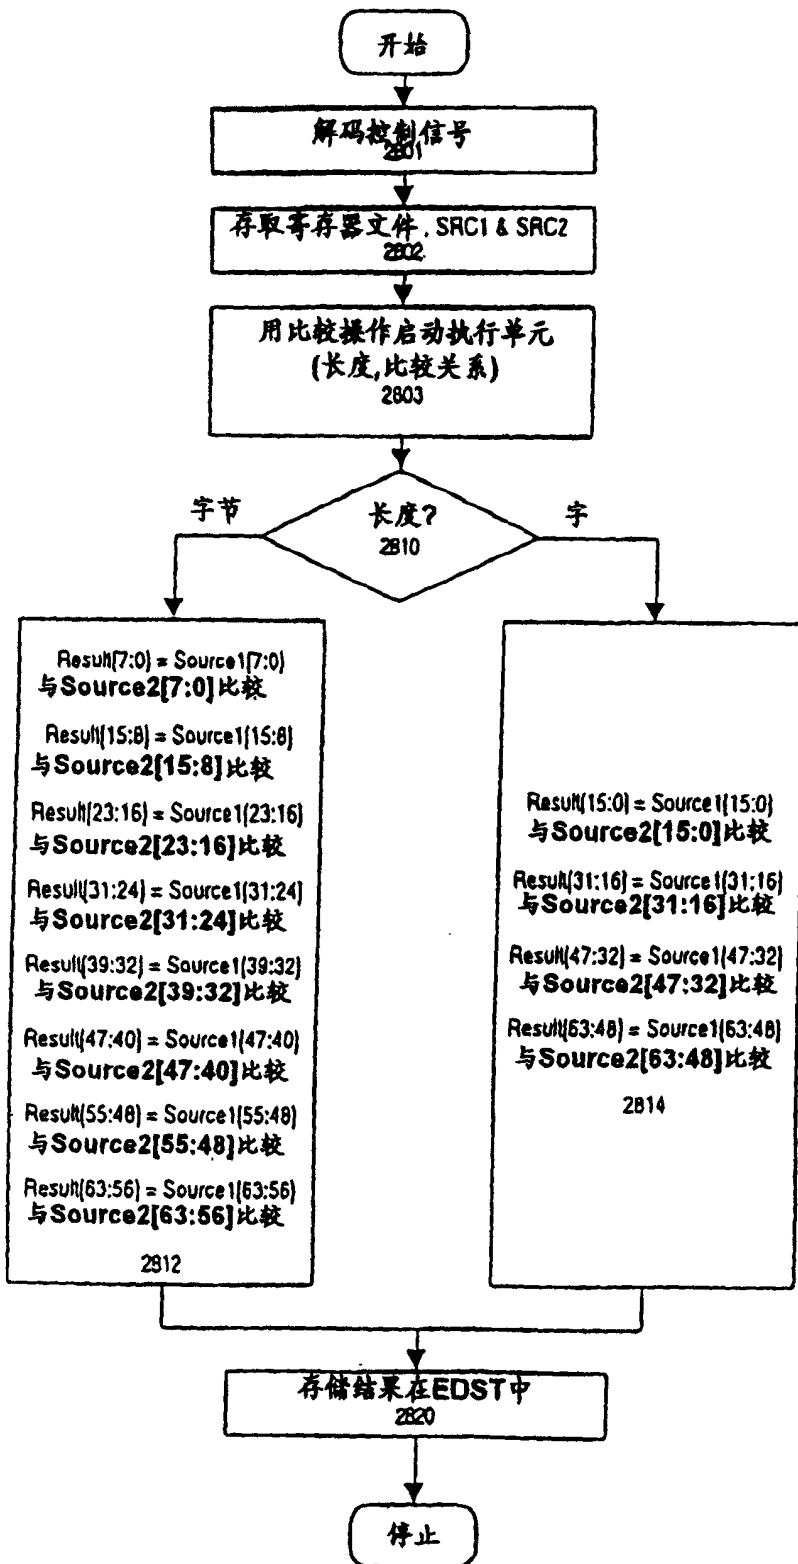 开始
解码控制信号
2801
存取寄存器文件, SRC1 & SRC2
2802
用比较操作启动执行单元
(长度,比较关系)
2803
长度?
2810
字节
字
Result(7:0) = Source1(7:0)
与Source2[7:0]比较
Result(15:8) = Source1(15:8)
与Source2[15:8]比较
Result(23:16) = Source1(23:16)
与Source2[23:16]比较
Result(31:24) = Source1(31:24)
与Source2[31:24]比较
Result(39:32) = Source1(39:32)
与Source2[39:32]比较
Result(47:40) = Source1(47:40)
与Source2[47:40]比较
Result(55:48) = Source1(55:48)
与Source2[55:48]比较
Result(63:56) = Source1(63:56)
与Source2[63:56]比较
2812
Result(15:0) = Source1(15:0)
与Source2[15:0]比较
Result(31:16) = Source1(31:16)
与Source2[31:16]比较
Result(47:32) = Source1(47:32)
与Source2[47:32]比较
Result(63:48) = Source1(63:48)
与Source2[63:48]比较
2814
存储结果在EDST中
2820
停止